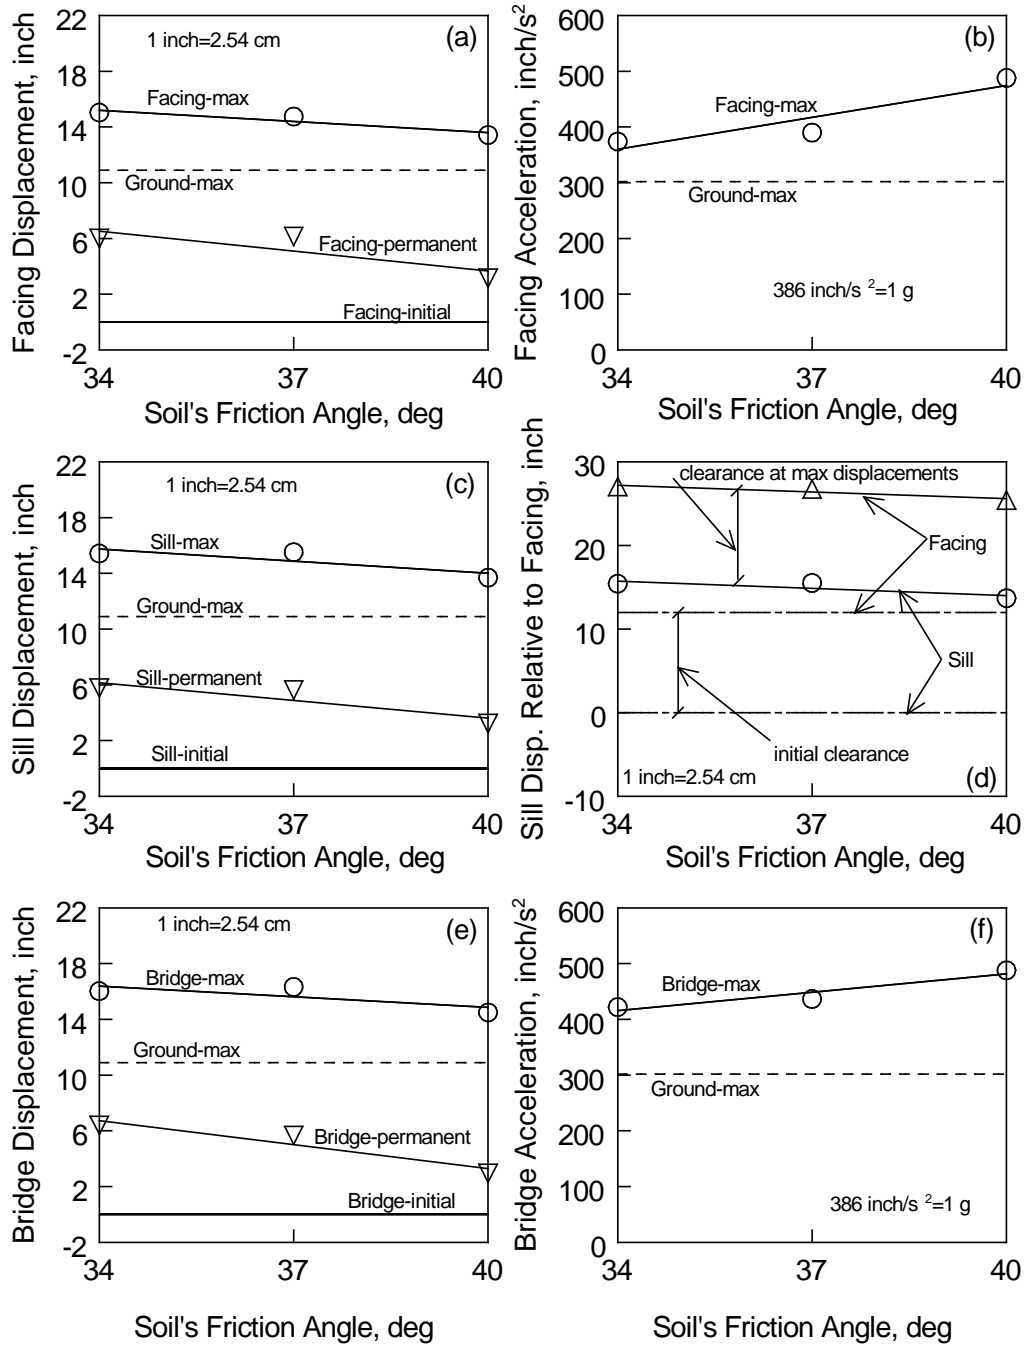 Facing Displacement, inch
22
18
14
10
6
2
-2
1 inch=2.54 cm
(a)
Facing-max
Ground-max
Facing-permanent
Facing-initial
34
37
40
Soil's Friction Angle, deg
Facing Acceleration, inch/s²
600
500
400
300
200
100
0
(b)
Facing-max
Ground-max
386 inch/s ²=1 g
34
37
40
Soil's Friction Angle, deg
Sill Displacement, inch
22
18
14
10
6
2
-2
1 inch=2.54 cm
(c)
Sill-max
Ground-max
Sill-permanent
Sill-initial
34
37
40
Soil's Friction Angle, deg
Sill Disp. Relative to Facing, inch
30
20
10
0
-10
clearance at max displacements
Facing
Sill
initial clearance
1 inch=2.54 cm
(d)
34
37
40
Soil's Friction Angle, deg
Bridge Displacement, inch
22
18
14
10
6
2
-2
1 inch=2.54 cm
(e)
Bridge-max
Ground-max
Bridge-permanent
Bridge-initial
34
37
40
Soil's Friction Angle, deg
Bridge Acceleration, inch/s²
600
500
400
300
200
100
0
(f)
Bridge-max
Ground-max
386 inch/s ²=1 g
34
37
40
Soil's Friction Angle, deg